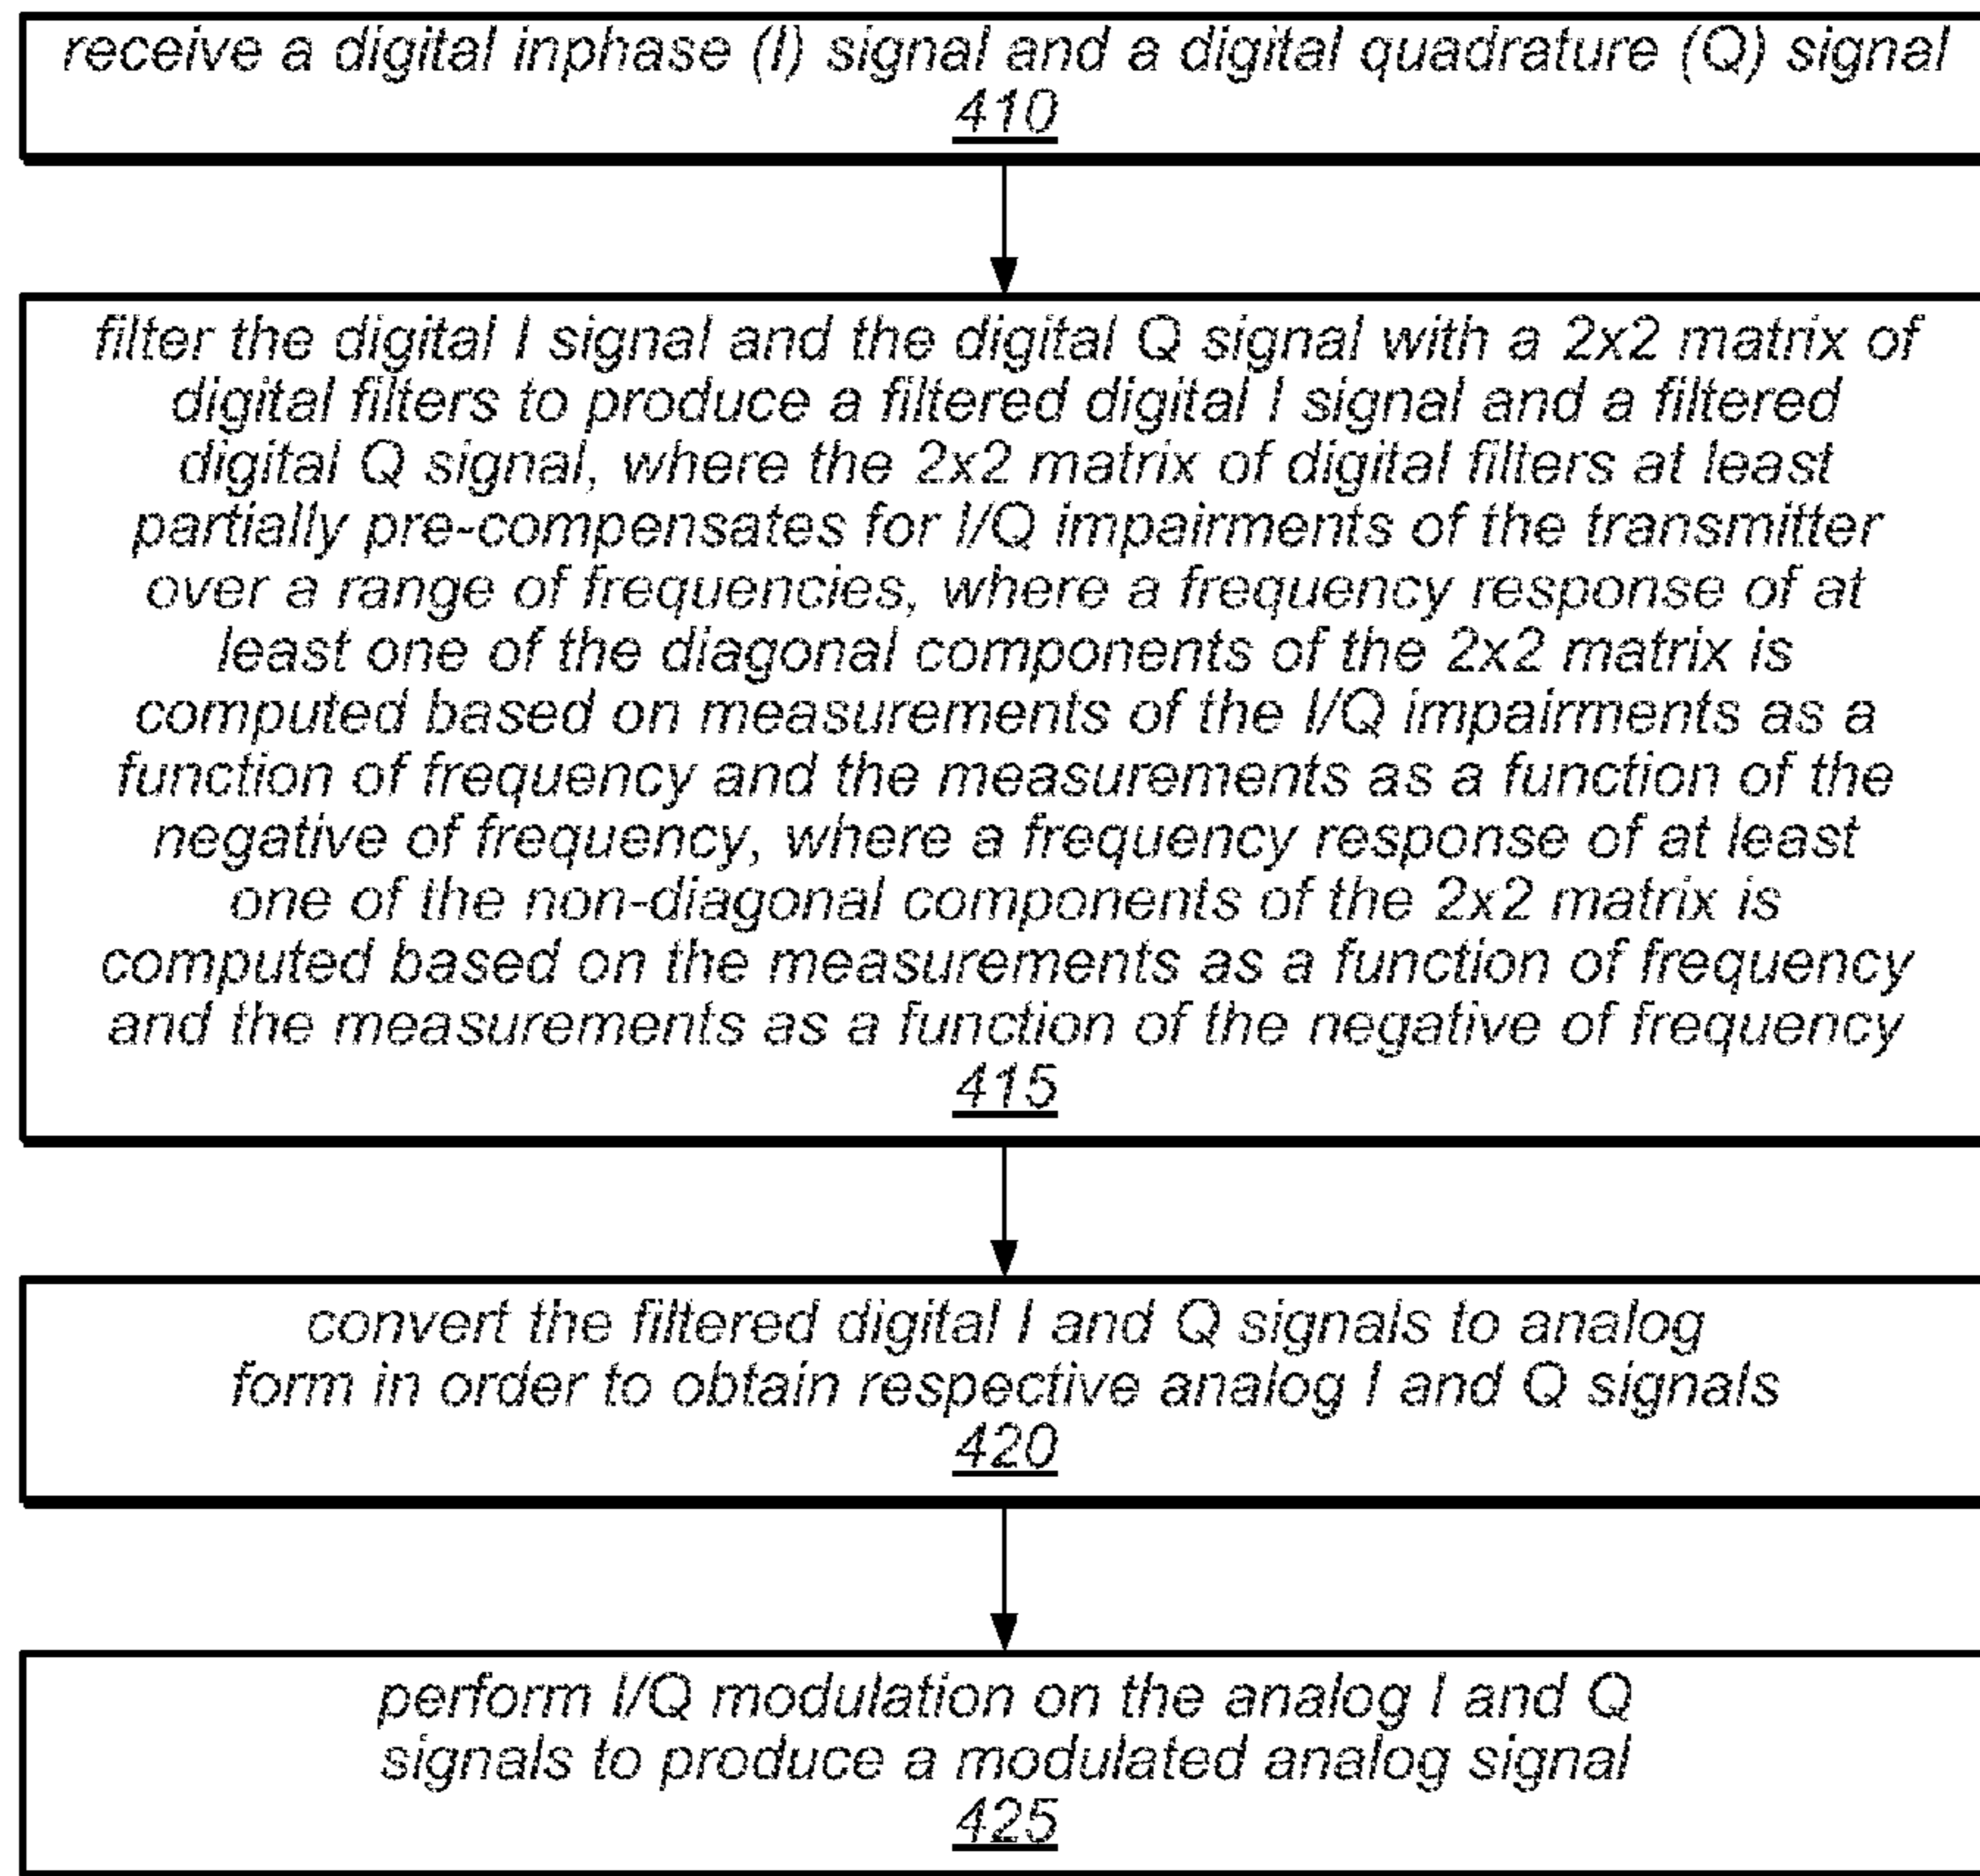 receive a digital inphase (I) signal and a digital quadrature (Q) signal
410
filter the digital I signal and the digital Q signal with a 2x2 matrix of
digital filters to produce a filtered digital I signal and a filtered
digital Q signal, where the 2x2 matrix of digital filters at least
partially pre-compensates for I/Q impairments of the transmitter
over a range of frequencies, where a frequency response of at
least one of the diagonal components of the 2x2 matrix is
computed based on measurements of the I/Q impairments as a
function of frequency and the measurements as a function of the
negative of frequency, where a frequency response of at least
one of the non-diagonal components of the 2x2 matrix is
computed based on the measurements as a function of frequency
and the measurements as a function of the negative of frequency
415
convert the filtered digital I and Q signals to analog
form in order to obtain respective analog I and Q signals
420
perform I/Q modulation on the analog I and Q
signals to produce a modulated analog signal
425